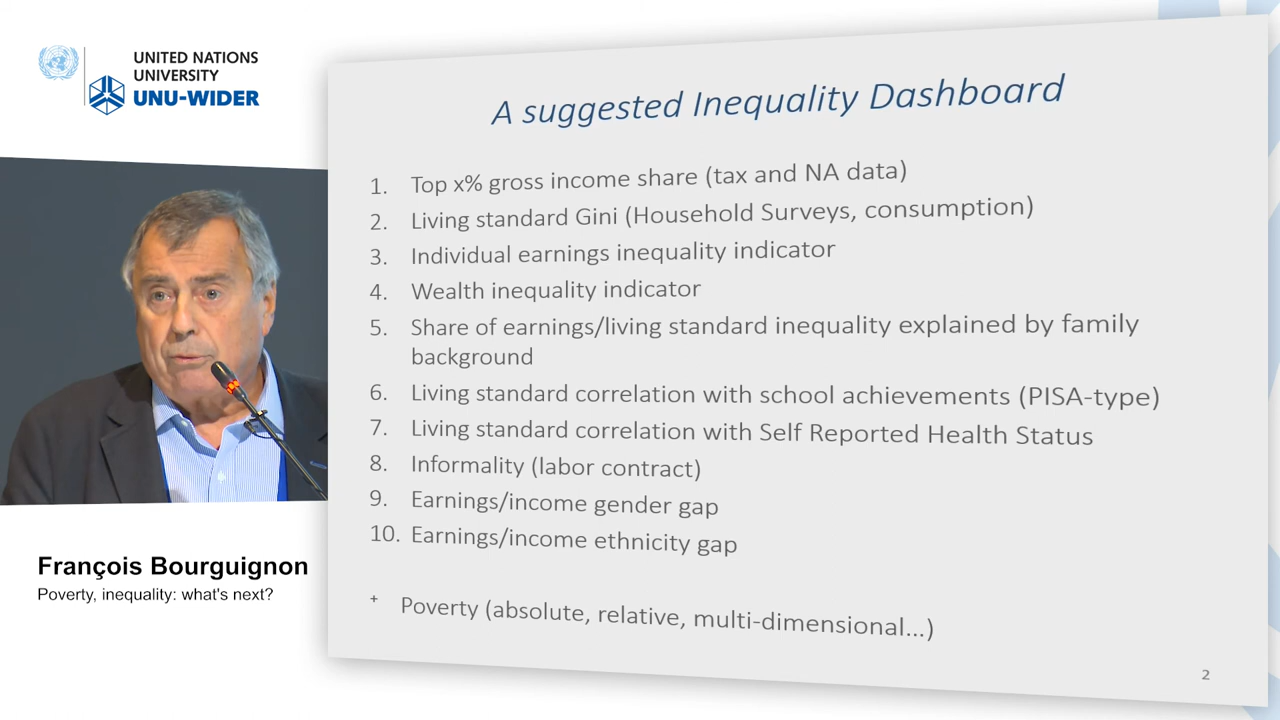 UNITED NATIONS
UNIVERSITY
UNU-WIDER
A suggested Inequality Dashboard
1. Top x% gross income share (tax and NA data)
2. Living standard Gini (Household Surveys, consumption)
3. Individual earnings inequality indicator
4. Wealth inequality indicator
5. Share of earnings/living standard inequality explained by family
background
6. Living standard correlation with school achievements (PISA-type)
7. Living standard correlation with Self Reported Health Status
8. Informality (labor contract)
9. Earnings/income gender gap
10. Earnings/income ethnicity gap
+ Poverty (absolute, relative, multi-dimensional...)
2
François Bourguignon
Poverty, inequality: what's next?